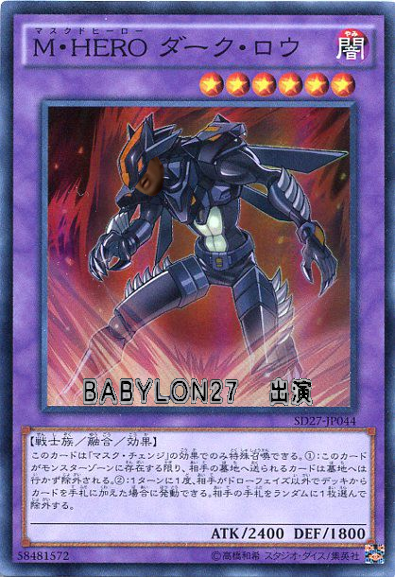 マスクドヒーロー
M・HERO ダーク・ロウ
やみ
闇
BABYLON27 出演
SD27-JP044
[戦士族/融合/効果]
このカードは「マスク・チェンジ」の効果でのみ特殊召喚できる。①:このカード
がモンスターゾーンに存在する限り、相手の墓地へ送られるカードは墓地へは
行かず除外される。②:1ターンに1度、相手がドローフェイズ以外でデッキから
カードを手札に加えた場合に発動できる。相手の手札をランダムに1枚選んで
除外する。
ATK/2400 DEF/1800
58481572
©高橋和希 スタジオ・ダイス/集英社